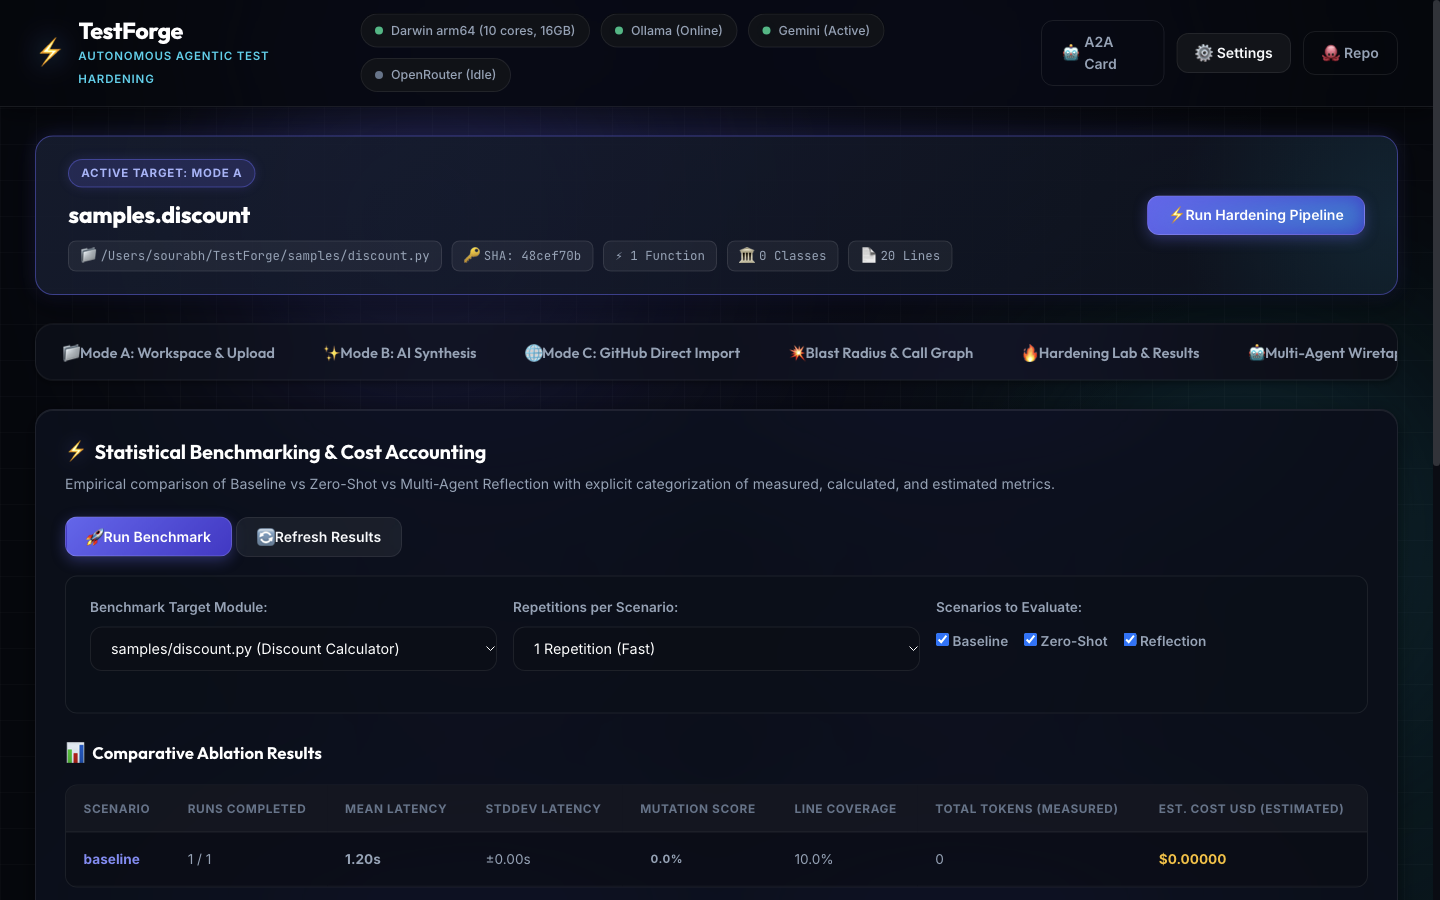 TestForge
AUTONOMOUS AGENTIC TEST
HARDENING
Darwin arm64 (10 cores, 16GB)
Ollama (Online)
Gemini (Active)
OpenRouter (Idle)
A2A
Card
Settings
Repo
ACTIVE TARGET: MODE A
samples.discount
/Users/sourabh/TestForge/samples/discount.py
SHA: 48cef70b
⚡ 1 Function
0 Classes
20 Lines
Run Hardening Pipeline
Mode A: Workspace & Upload
Mode B: AI Synthesis
Mode C: GitHub Direct Import
Blast Radius & Call Graph
Hardening Lab & Results
Multi-Agent Wiretap
Statistical Benchmarking & Cost Accounting
Empirical comparison of Baseline vs Zero-Shot vs Multi-Agent Reflection with explicit categorization of measured, calculated, and estimated metrics.
Run Benchmark
Refresh Results
Benchmark Target Module:
Repetitions per Scenario:
Scenarios to Evaluate:
samples/discount.py (Discount Calculator)
1 Repetition (Fast)
Baseline
Zero-Shot
Reflection
Comparative Ablation Results
SCENARIO
RUNS COMPLETED
MEAN LATENCY
STDDEV LATENCY
MUTATION SCORE
LINE COVERAGE
TOTAL TOKENS (MEASURED)
EST. COST USD (ESTIMATED)
baseline
1 / 1
1.20s
±0.00s
0.0%
10.0%
0
$0.00000